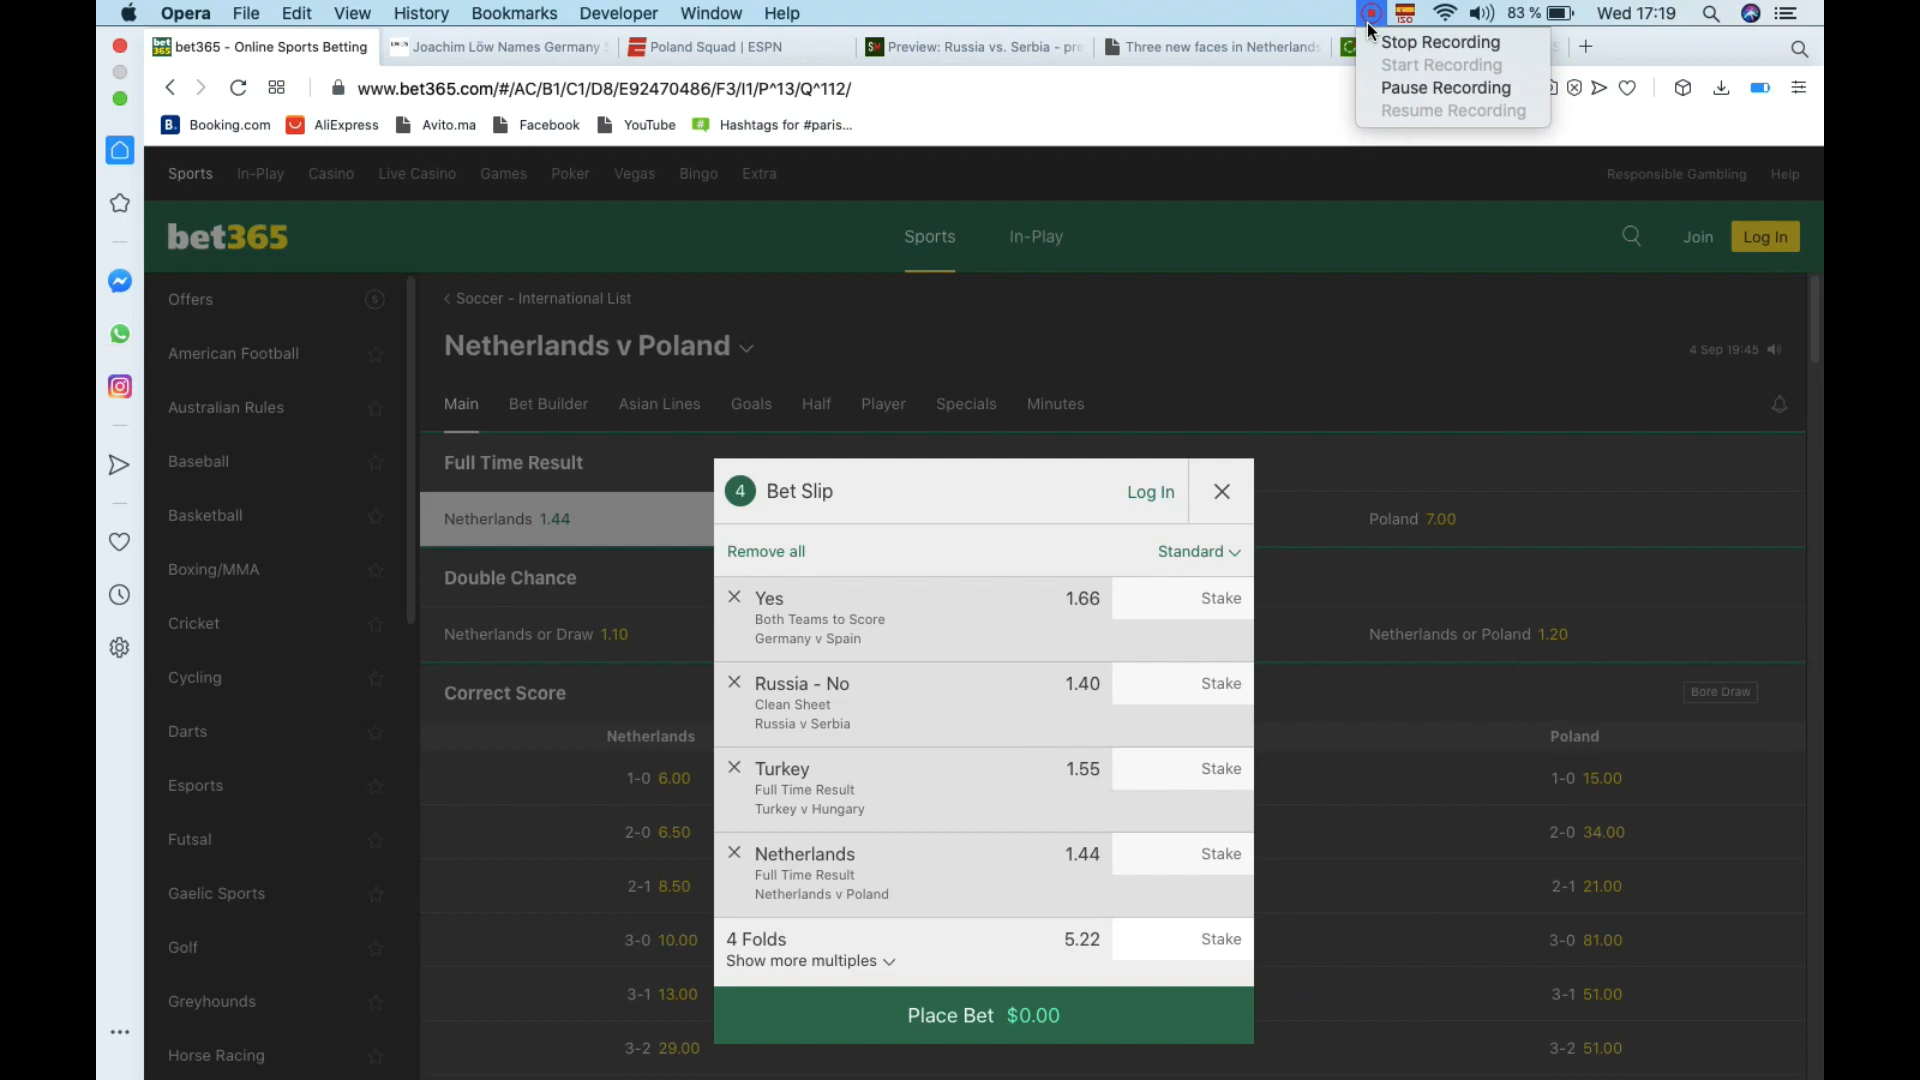 Opera File Edit View History Bookmarks Developer Window Help
ISO 83 % Wed 17:19
bet365 - Online Sports Betting
Joachim Löw Names Germany
Poland Squad | ESPN
Preview: Russia vs. Serbia - pre
Three new faces in Netherlands
Stop Recording
Start Recording
Pause Recording
Resume Recording
www.bet365.com/#/AC/B1/C1/D8/E92470486/F3/I1/P^13/Q^112/
B. Booking.com AliExpress Avito.ma Facebook YouTube # Hashtags for #paris...
Sports In-Play Casino Live Casino Games Poker Vegas Bingo Extra
Responsible Gambling Help
bet365
Sports In-Play
Join Log In
Offers
American Football
Australian Rules
Baseball
Basketball
Boxing/MMA
Cricket
Cycling
Darts
Esports
Futsal
Gaelic Sports
Golf
Greyhounds
Horse Racing
< Soccer - International List
Netherlands v Poland
4 Sep 19:45
Main Bet Builder Asian Lines Goals Half Player Specials Minutes
Full Time Result
Netherlands 1.44
Poland 7.00
Double Chance
Netherlands or Draw 1.10
Netherlands or Poland 1.20
Correct Score
Bore Draw
Netherlands
Poland
1-0 6.00
1-0 15.00
2-0 6.50
2-0 34.00
2-1 8.50
2-1 21.00
3-0 10.00
3-0 81.00
3-1 13.00
3-1 51.00
3-2 29.00
3-2 51.00
4 Bet Slip Log In
Remove all Standard
Yes 1.66 Stake
Both Teams to Score
Germany v Spain
Russia - No 1.40 Stake
Clean Sheet
Russia v Serbia
Turkey 1.55 Stake
Full Time Result
Turkey v Hungary
Netherlands 1.44 Stake
Full Time Result
Netherlands v Poland
4 Folds 5.22 Stake
Show more multiples
Place Bet $0.00